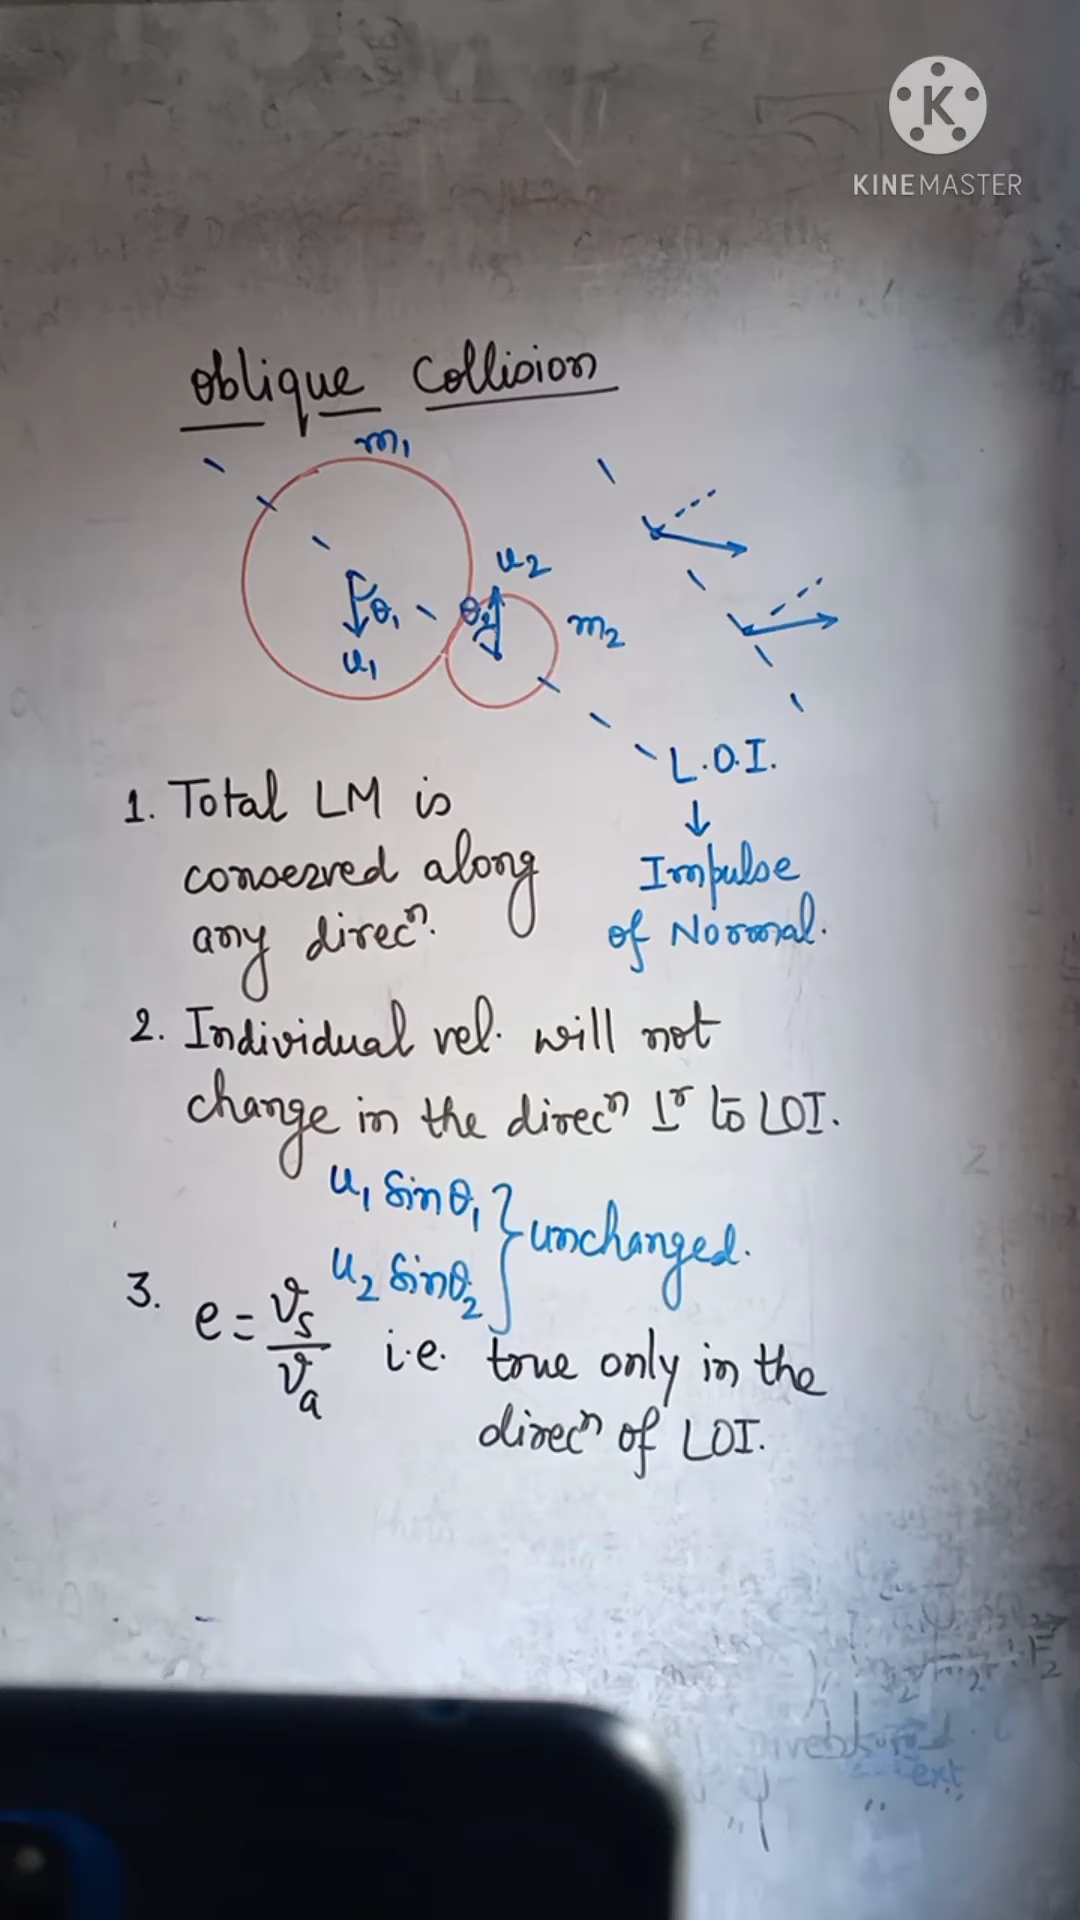 K
KINEMASTER
Oblique Collision
m₁
u₂
θ₁
θ₂
m₂
u₁
L.O.I.
↓
Impulse
of Normal.
1. Total LM is
conserved along
any direcⁿ.
2. Individual vel. will not
change in the direcⁿ ⊥ʳ to LOI.
u₁ sinθ₁
u₂ sinθ₂
} unchanged.
3. e = vₛ/vₐ i.e. true only in the
direcⁿ of LOI.
F₂
ext